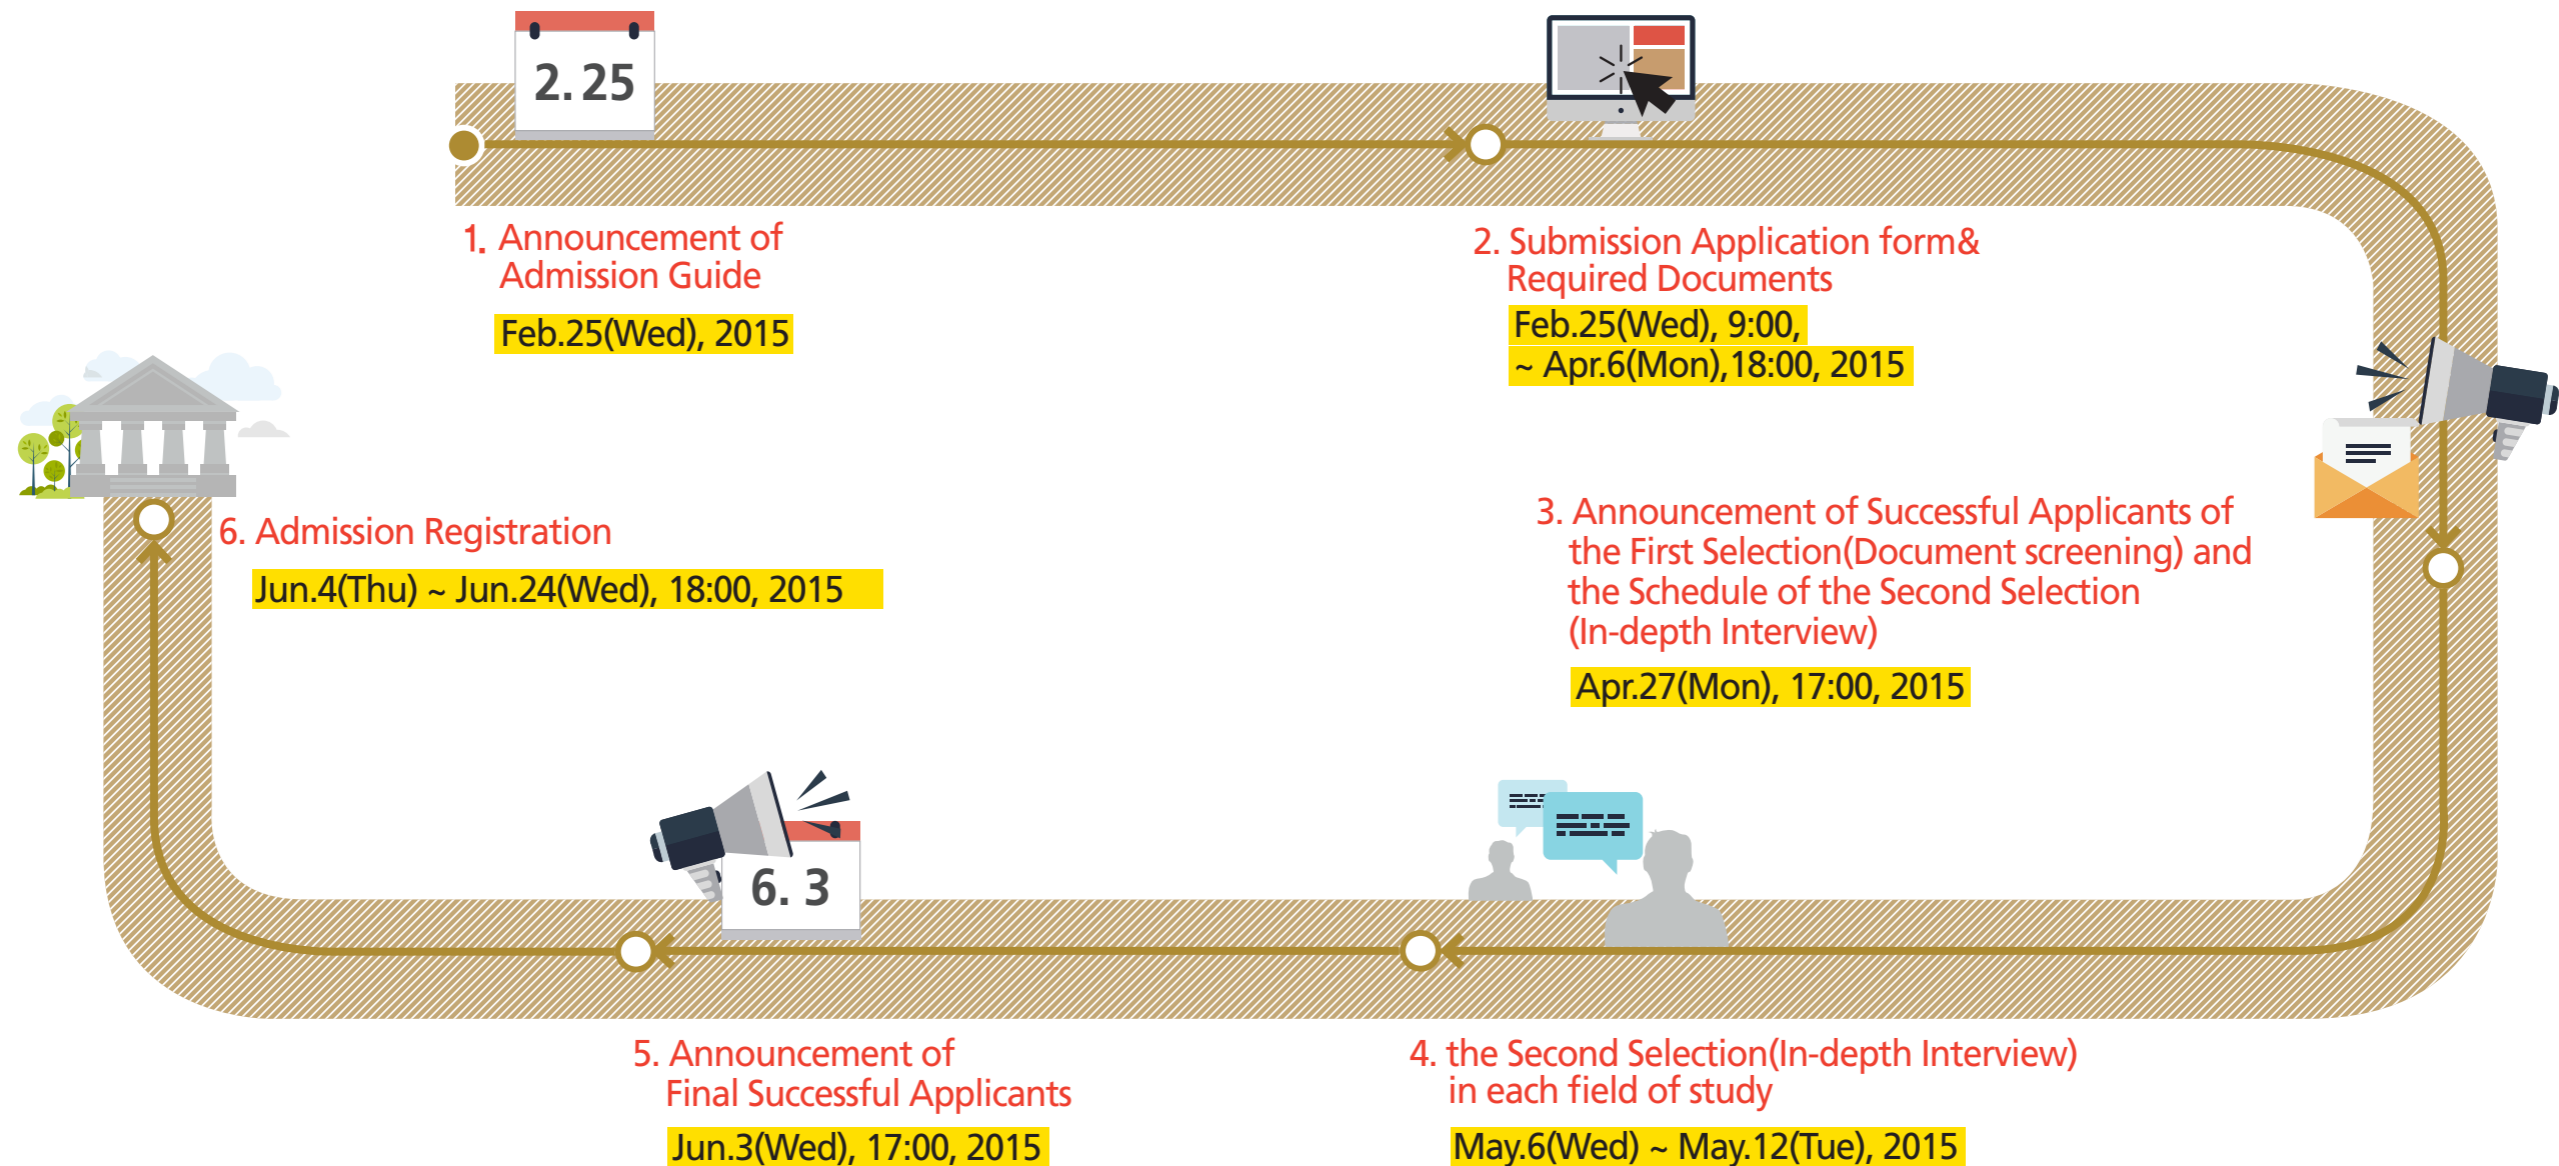 2. 25
1. Announcement of
Admission Guide
Feb.25(Wed), 2015
2. Submission Application form&
Required Documents
Feb.25(Wed), 9:00,
~ Apr.6(Mon),18:00, 2015
3. Announcement of Successful Applicants of
the First Selection(Document screening) and
the Schedule of the Second Selection
(In-depth Interview)
Apr.27(Mon), 17:00, 2015
4. the Second Selection(In-depth Interview)
in each field of study
May.6(Wed) ~ May.12(Tue), 2015
6. 3
5. Announcement of
Final Successful Applicants
Jun.3(Wed), 17:00, 2015
6. Admission Registration
Jun.4(Thu) ~ Jun.24(Wed), 18:00, 2015